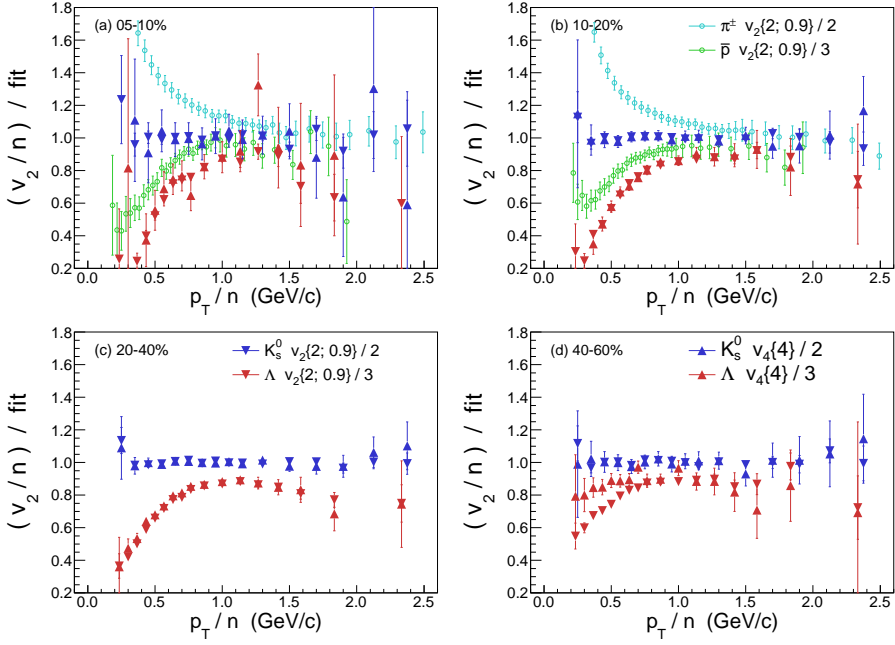 (a) 05-10%
( v₂ / n ) / fit
1.8
1.6
1.4
1.2
1.0
0.8
0.6
0.4
0.2
0.0 0.5 1.0 1.5 2.0 2.5
p_T / n (GeV/c)
(b) 10-20%
π± v₂{2; 0.9} / 2
p̅ v₂{2; 0.9} / 3
( v₂ / n ) / fit
1.8
1.6
1.4
1.2
1.0
0.8
0.6
0.4
0.2
0.0 0.5 1.0 1.5 2.0 2.5
p_T / n (GeV/c)
(c) 20-40%
K⁰ₛ v₂{2; 0.9} / 2
Λ v₂{2; 0.9} / 3
( v₂ / n ) / fit
1.8
1.6
1.4
1.2
1.0
0.8
0.6
0.4
0.2
0.0 0.5 1.0 1.5 2.0 2.5
p_T / n (GeV/c)
(d) 40-60%
K⁰ₛ v₄{4} / 2
Λ v₄{4} / 3
( v₂ / n ) / fit
1.8
1.6
1.4
1.2
1.0
0.8
0.6
0.4
0.2
0.0 0.5 1.0 1.5 2.0 2.5
p_T / n (GeV/c)